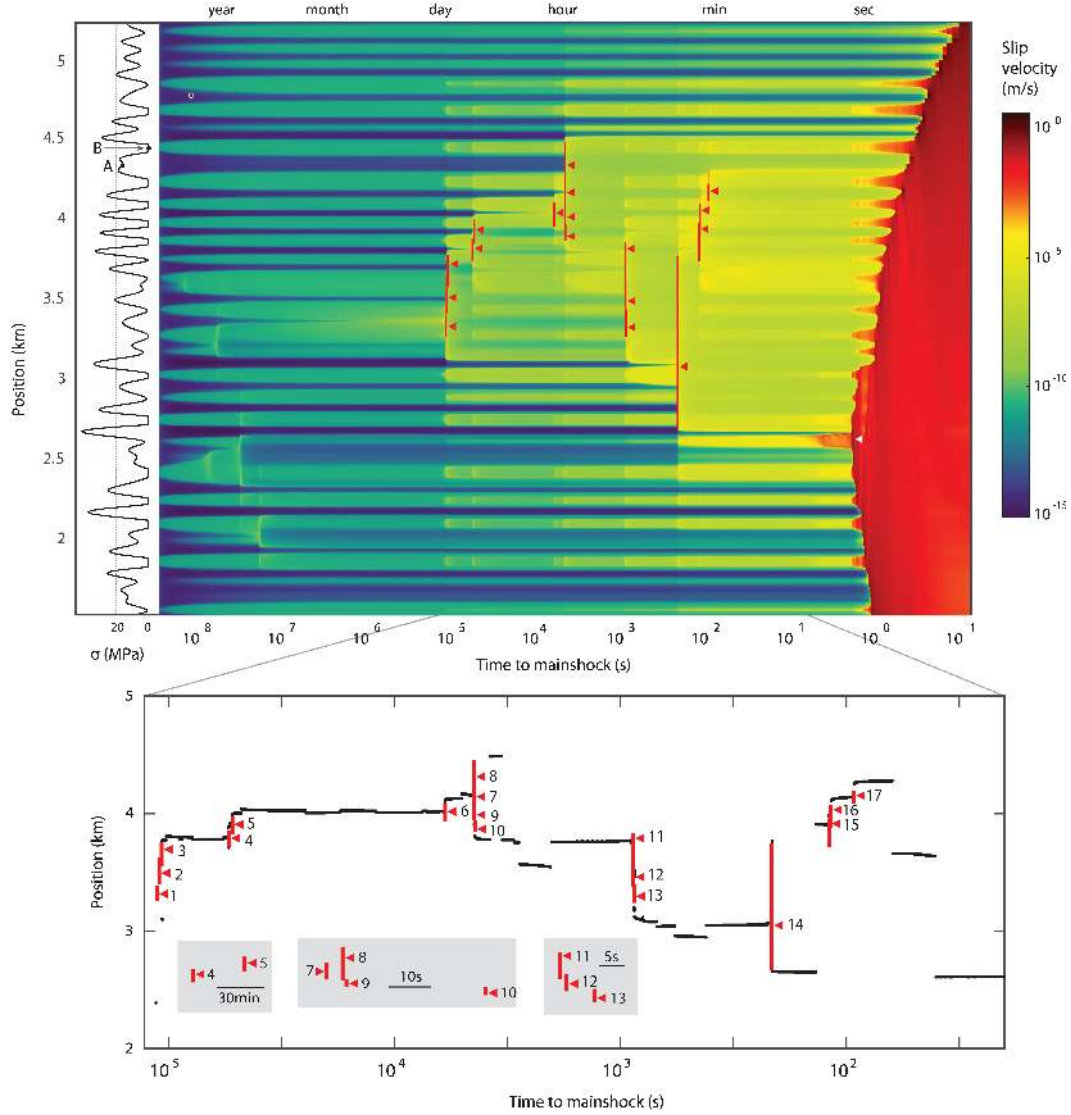 year month day hour min sec
Slip
velocity
(m/s)
5
4.5
4
3.5
3
2.5
2
Position (km)
B
A
10^0
10^-5
10^-10
10^-15
20 0
σ (MPa)
10^8 10^7 10^6 10^5 10^4 10^3 10^2 10^1 10^0 10^1
Time to mainshock (s)
5
4
3
2
Position (km)
1
2
3
4
5
6
7
8
9
10
11
12
13
14
15
16
17
4
5
30min
7
8
9
10s
10
11
5s
12
13
10^5 10^4 10^3 10^2
Time to mainshock (s)